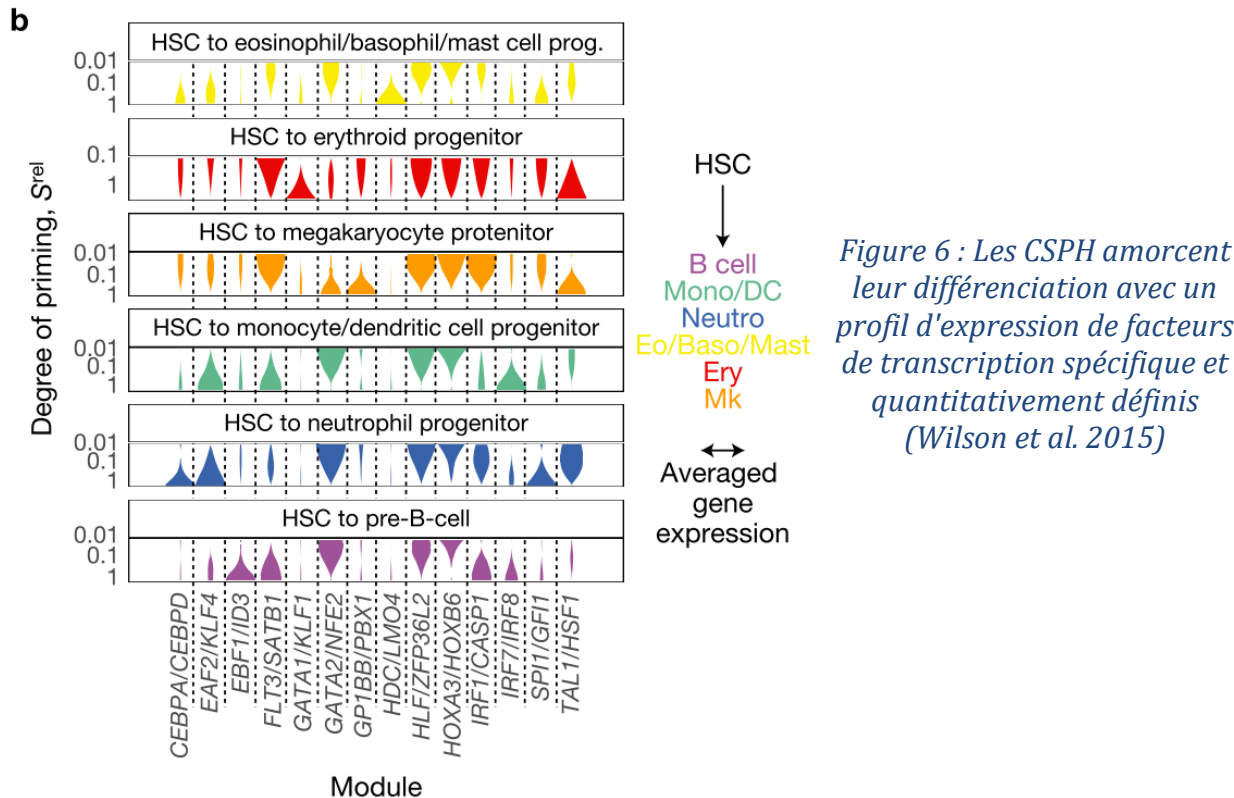 b
HSC to eosinophil/basophil/mast cell prog.
0.01
0.1
1
HSC to erythroid progenitor
0.1
1
HSC to megakaryocyte protenitor
0.01
0.1
1
HSC to monocyte/dendritic cell progenitor
0.01
0.1
1
HSC to neutrophil progenitor
0.01
0.1
1
HSC to pre-B-cell
0.01
0.1
1
Degree of priming, S^rel
CEBPA/CEBPD
EAF2/KLF4
EBF1/ID3
FLT3/SATB1
GATA1/KLF1
GATA2/NFE2
GP1BB/PBX1
HDC/LMO4
HLF/ZFP36L2
HOXA3/HOXB6
IRF1/CASP1
IRF7/IRF8
SPI1/GFI1
TAL1/HSF1
Module
HSC
B cell
Mono/DC
Neutro
Eo/Baso/Mast
Ery
Mk
Averaged
gene
expression
Figure 6 : Les CSPH amorcent
leur différenciation avec un
profil d'expression de facteurs
de transcription spécifique et
quantitativement définis
(Wilson et al. 2015)